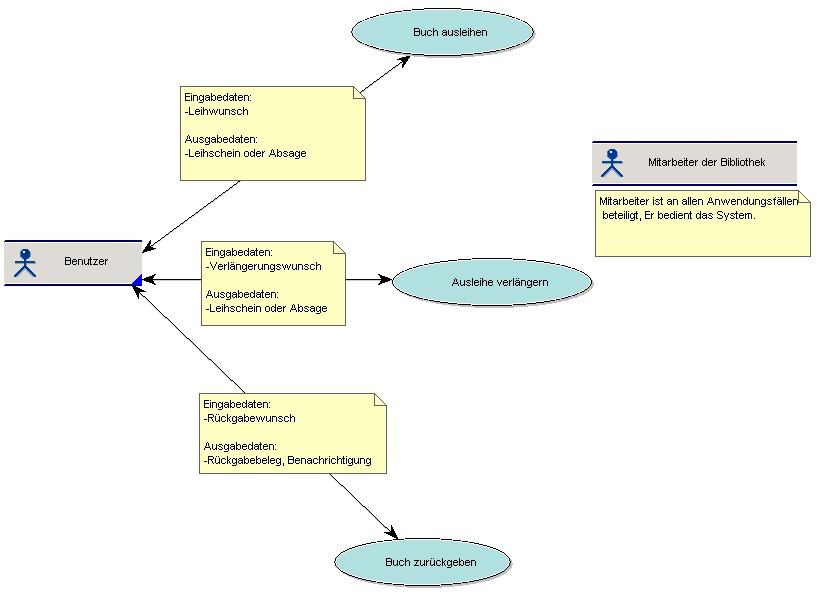 Buch ausleihen
Eingabedaten:
-Leihwunsch
Ausgabedaten:
-Leihschein oder Absage
Mitarbeiter der Bibliothek
Mitarbeiter ist an allen Anwendungsfällen
beteiligt, Er bedient das System.
Benutzer
Eingabedaten:
-Verlängerungswunsch
Ausgabedaten:
-Leihschein oder Absage
Ausleihe verlängern
Eingabedaten:
-Rückgabewunsch
Ausgabedaten:
-Rückgabebeleg, Benachrichtigung
Buch zurückgeben